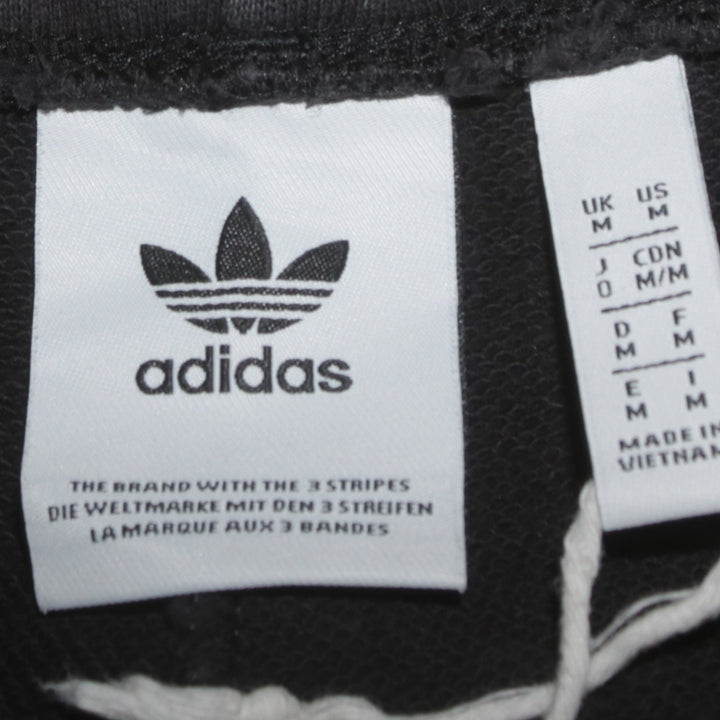 adidas
THE BRAND WITH THE 3 STRIPES
DIE WELTMARKE MIT DEN 3 STREIFEN
LA MARQUE AUX 3 BANDES
UK US
M M
J CDN
O M/M
D F
M M
E I
M M
MADE IN
VIETNAM